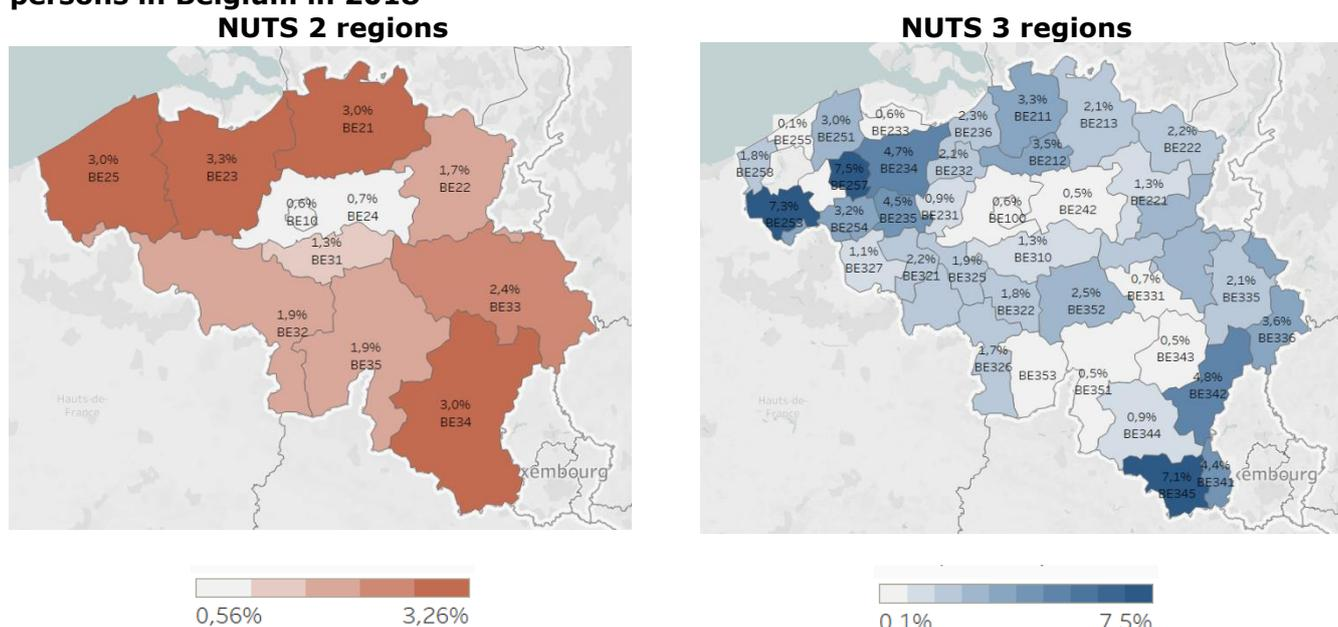 persons in Belgium in 2018
NUTS 2 regions
3,0%
BE21
3,0%
BE25
3,3%
BE23
1,7%
BE22
0,6%
BE10
0,7%
BE24
1,3%
BE31
2,4%
BE33
1,9%
BE32
1,9%
BE35
3,0%
BE34
Hauts-de-
France
xembourg
0,56%
3,26%
NUTS 3 regions
0,1%
BE255
3,0%
BE251
0,6%
BE233
2,3%
BE236
3,3%
BE211
2,1%
BE213
2,2%
BE222
1,8%
BE258
7,5%
BE257
4,7%
BE234
2,1%
BE232
3,5%
BE212
1,3%
BE221
7,3%
BE253
3,2%
BE254
4,5%
BE235
0,9%
BE231
0,6%
BE100
0,5%
BE242
1,1%
BE327
2,2%
BE321
1,9%
BE325
1,3%
BE310
1,8%
BE322
2,5%
BE352
0,7%
BE331
2,1%
BE335
3,6%
BE336
1,7%
BE326
BE353
0,5%
BE351
0,5%
BE343
4,8%
BE342
0,9%
BE344
7,1%
BE345
4,4%
BE341
Hauts-de-
France
xembourg
0,1%
7,5%